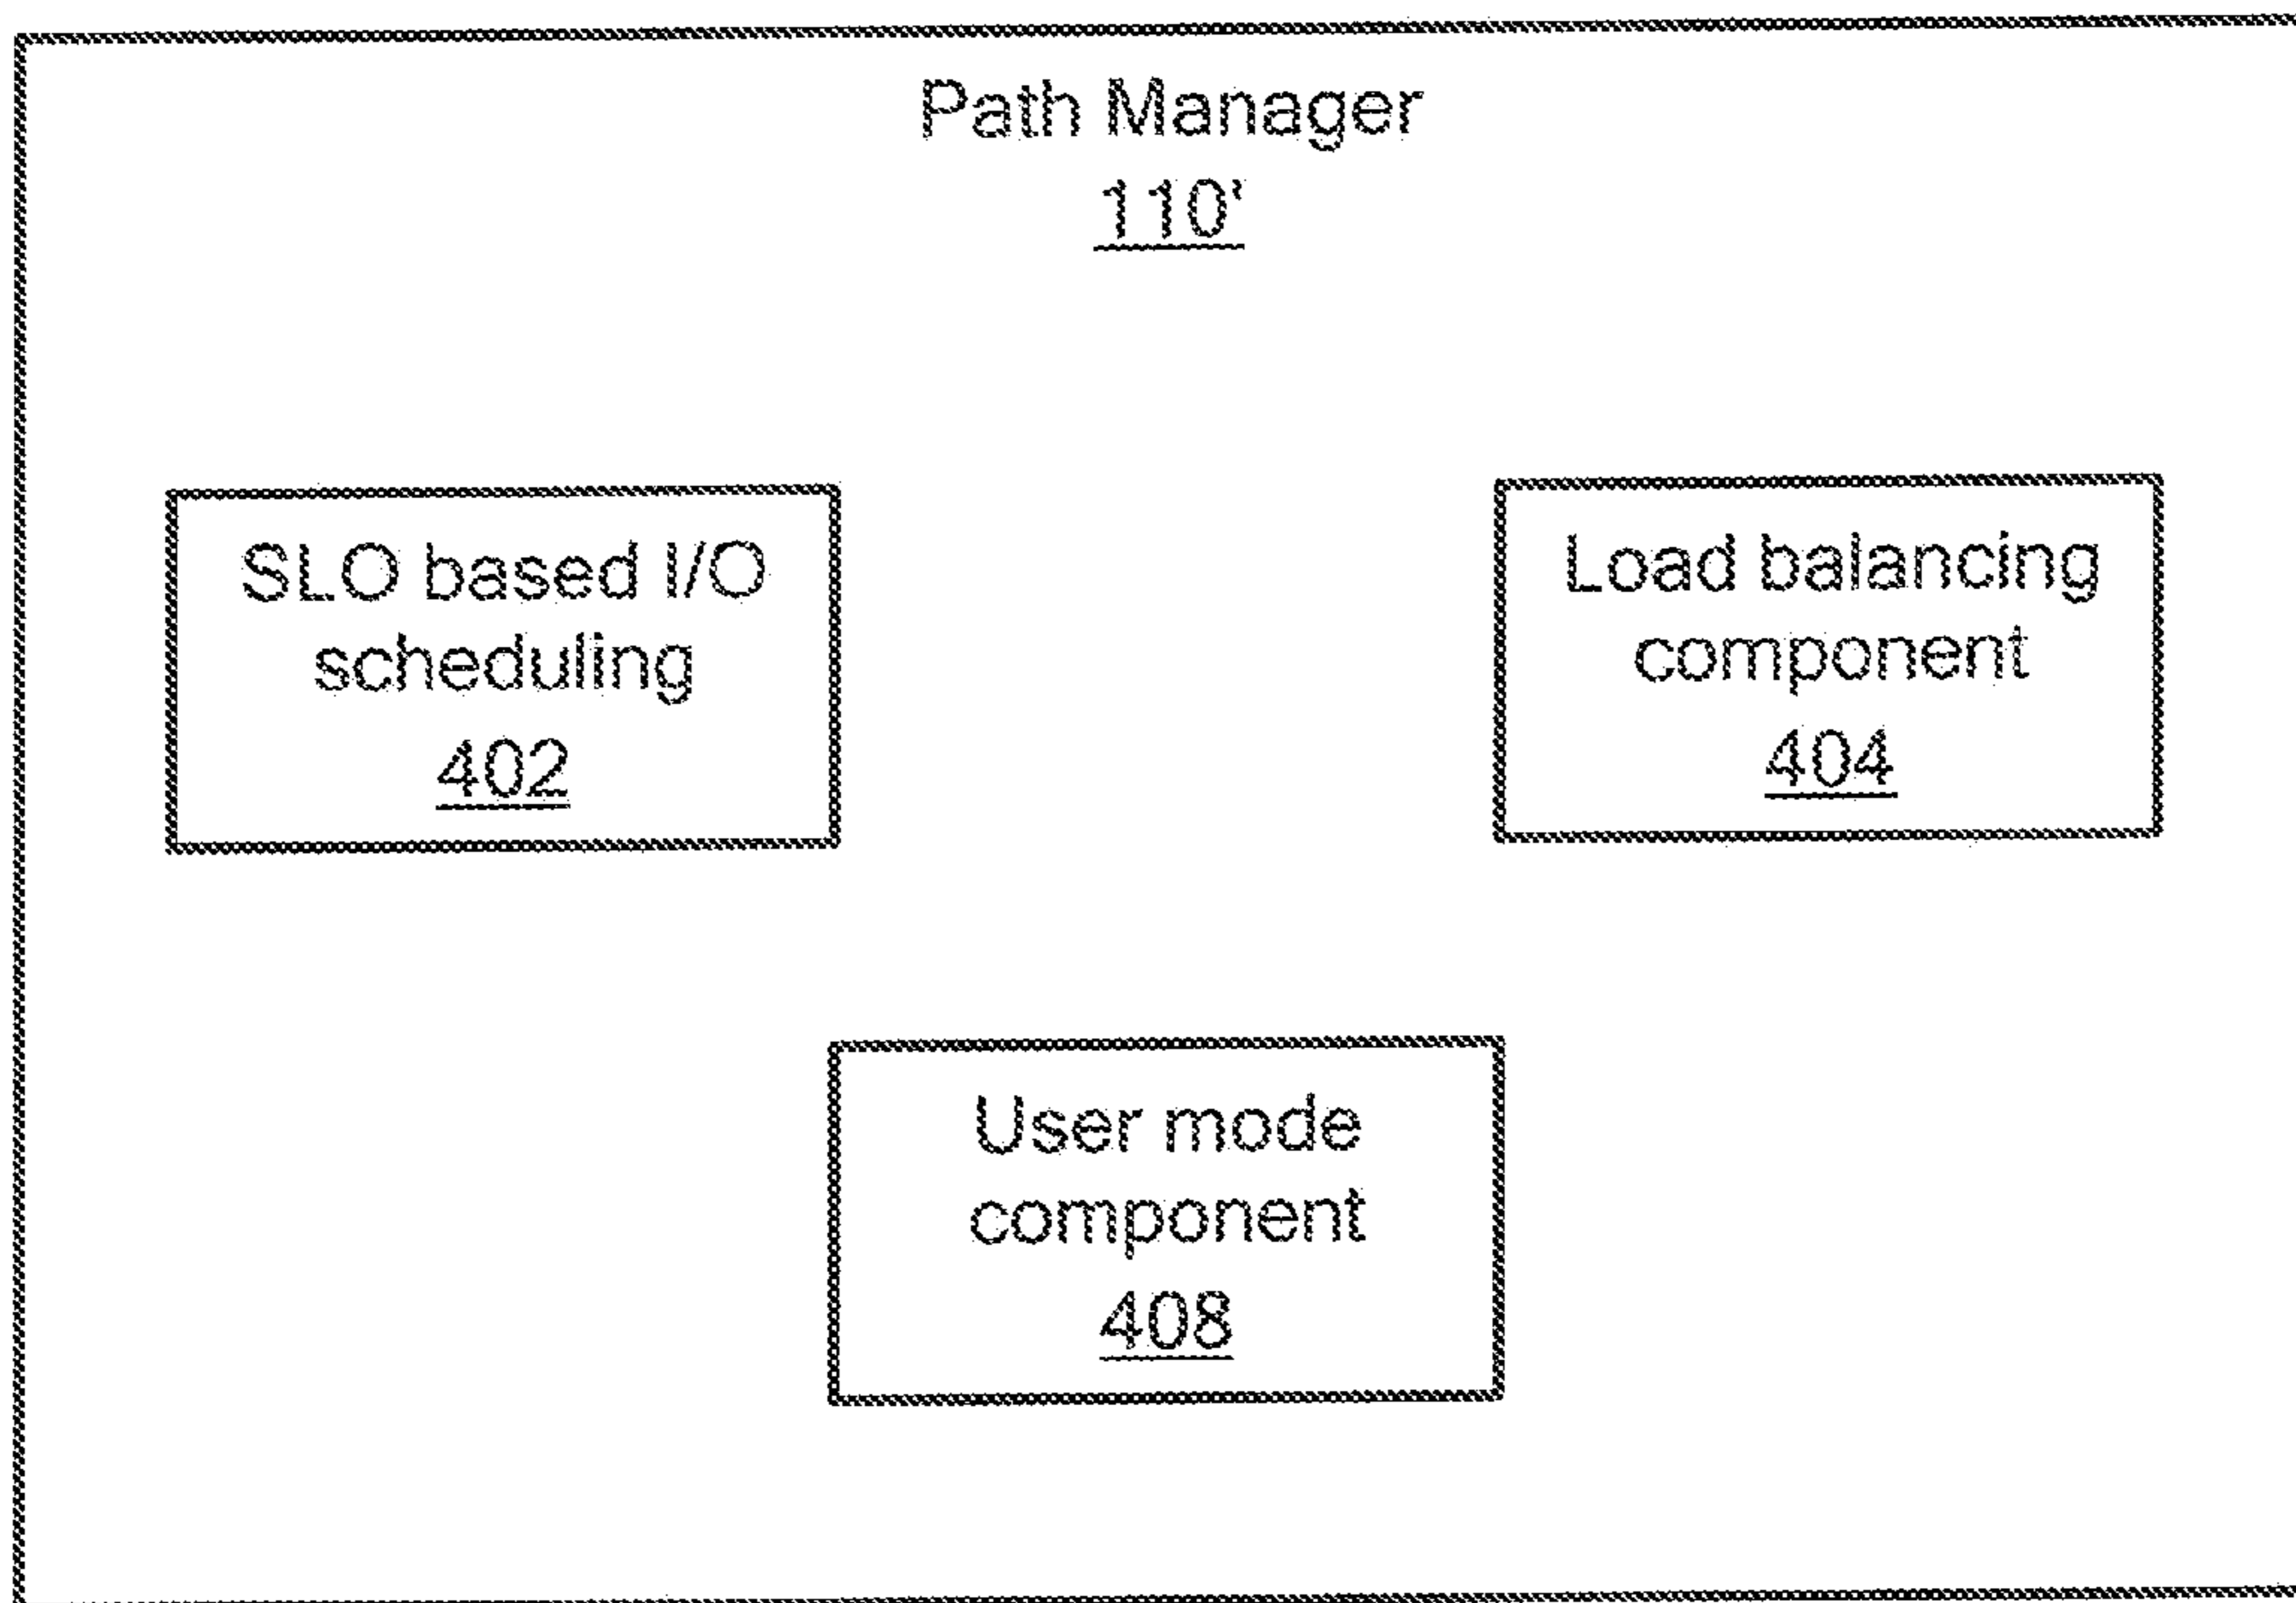 Path Manager
110'
SLO based I/O
scheduling
402
Load balancing
component
404
User mode
component
408